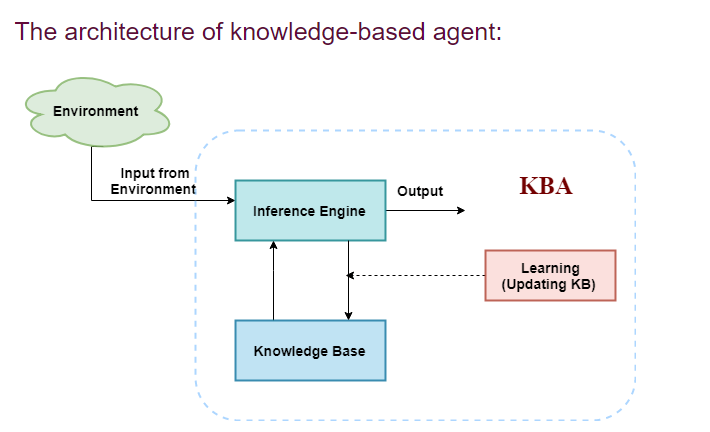 The architecture of knowledge-based agent:
Environment
Input from
Environment
Inference Engine
Output
KBA
Learning
(Updating KB)
Knowledge Base